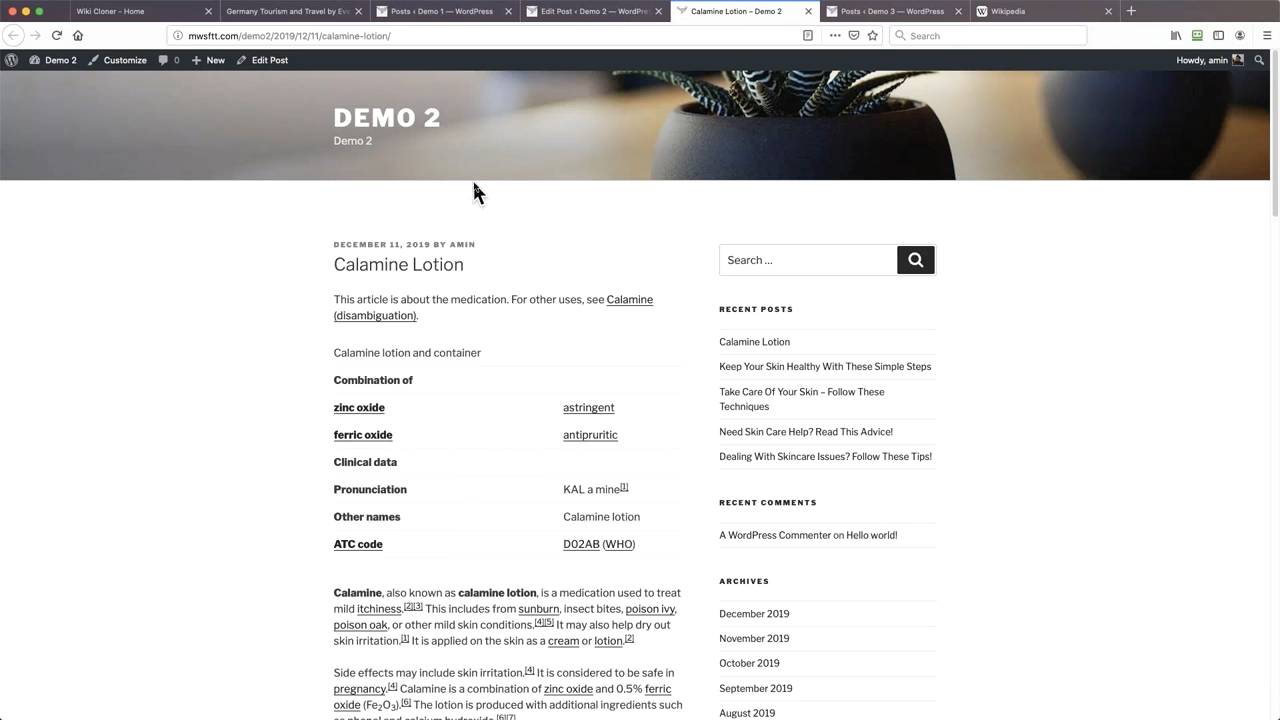 Wiki Cloner - Home
Germany Tourism and Travel by Ev
Posts ‹ Demo 1 — WordPress
Edit Post ‹ Demo 2 — WordPre
Calamine Lotion – Demo 2
Posts ‹ Demo 3 — WordPress
Wikipedia
mwsftt.com/demo2/2019/12/11/calamine-lotion/
Search
Demo 2
Customize
0
New
Edit Post
Howdy, amin
DEMO 2
Demo 2
DECEMBER 11, 2019 BY AMIN
Calamine Lotion
This article is about the medication. For other uses, see Calamine
(disambiguation).
Calamine lotion and container
Combination of
zinc oxide astringent
ferric oxide antipruritic
Clinical data
Pronunciation KAL a mine[1]
Other names Calamine lotion
ATC code D02AB (WHO)
Calamine, also known as calamine lotion, is a medication used to treat
mild itchiness.[2][3] This includes from sunburn, insect bites, poison ivy,
poison oak, or other mild skin conditions.[4][5] It may also help dry out
skin irritation.[1] It is applied on the skin as a cream or lotion.[2]
Side effects may include skin irritation.[4] It is considered to be safe in
pregnancy.[4] Calamine is a combination of zinc oxide and 0.5% ferric
oxide (Fe2O3).[6] The lotion is produced with additional ingredients such
as phenol and calcium hydroxide.[6][7]
Search ...
RECENT POSTS
Calamine Lotion
Keep Your Skin Healthy With These Simple Steps
Take Care Of Your Skin – Follow These
Techniques
Need Skin Care Help? Read This Advice!
Dealing With Skincare Issues? Follow These Tips!
RECENT COMMENTS
A WordPress Commenter on Hello world!
ARCHIVES
December 2019
November 2019
October 2019
September 2019
August 2019